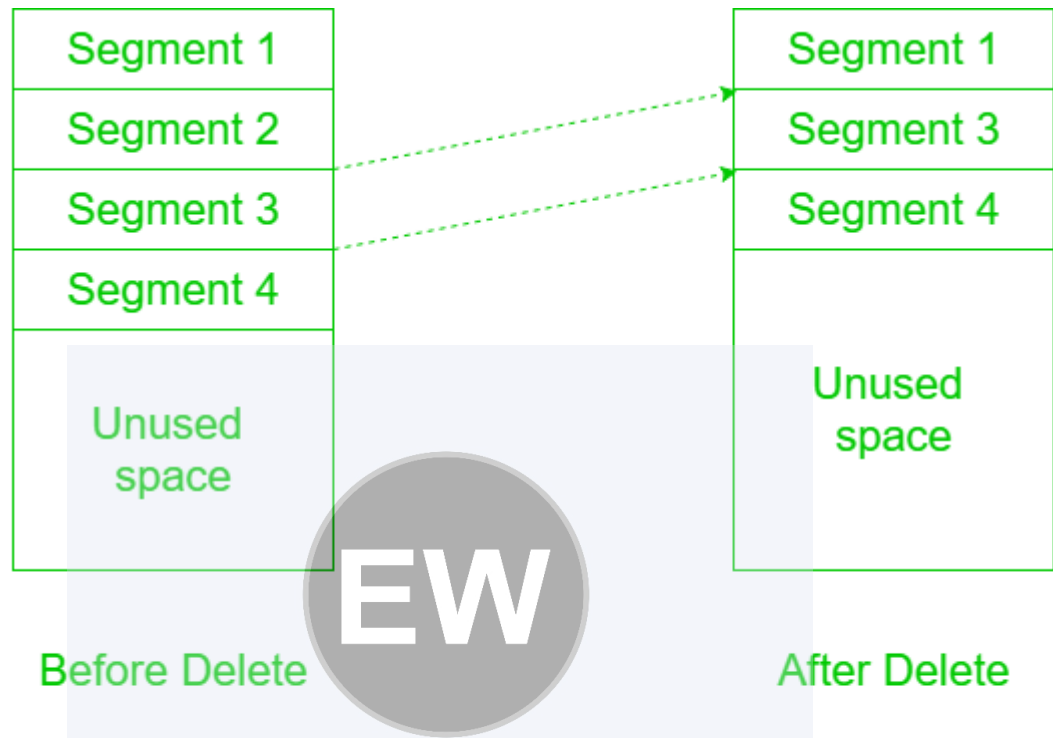 Segment 1
Segment 2
Segment 3
Segment 4
Unused
space
Before Delete
Segment 1
Segment 3
Segment 4
Unused
space
After Delete
EW